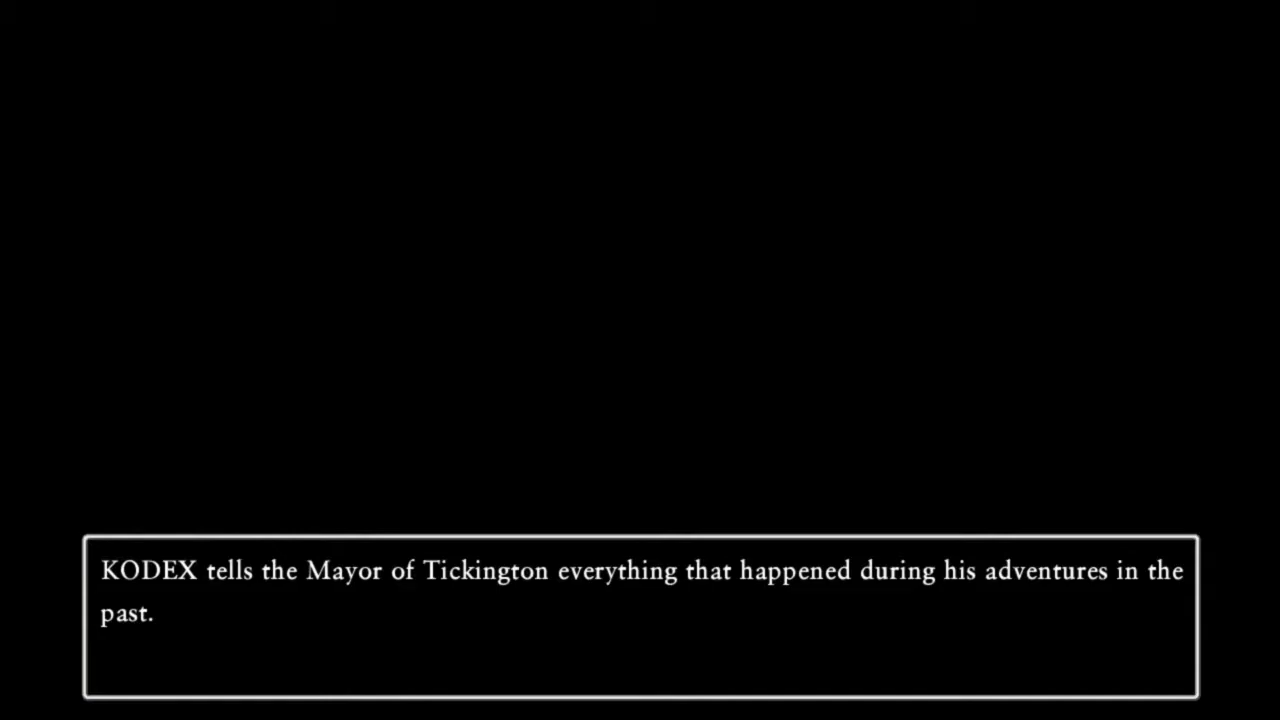 KODEX tells the Mayor of Tickington everything that happened during his adventures in the
past.